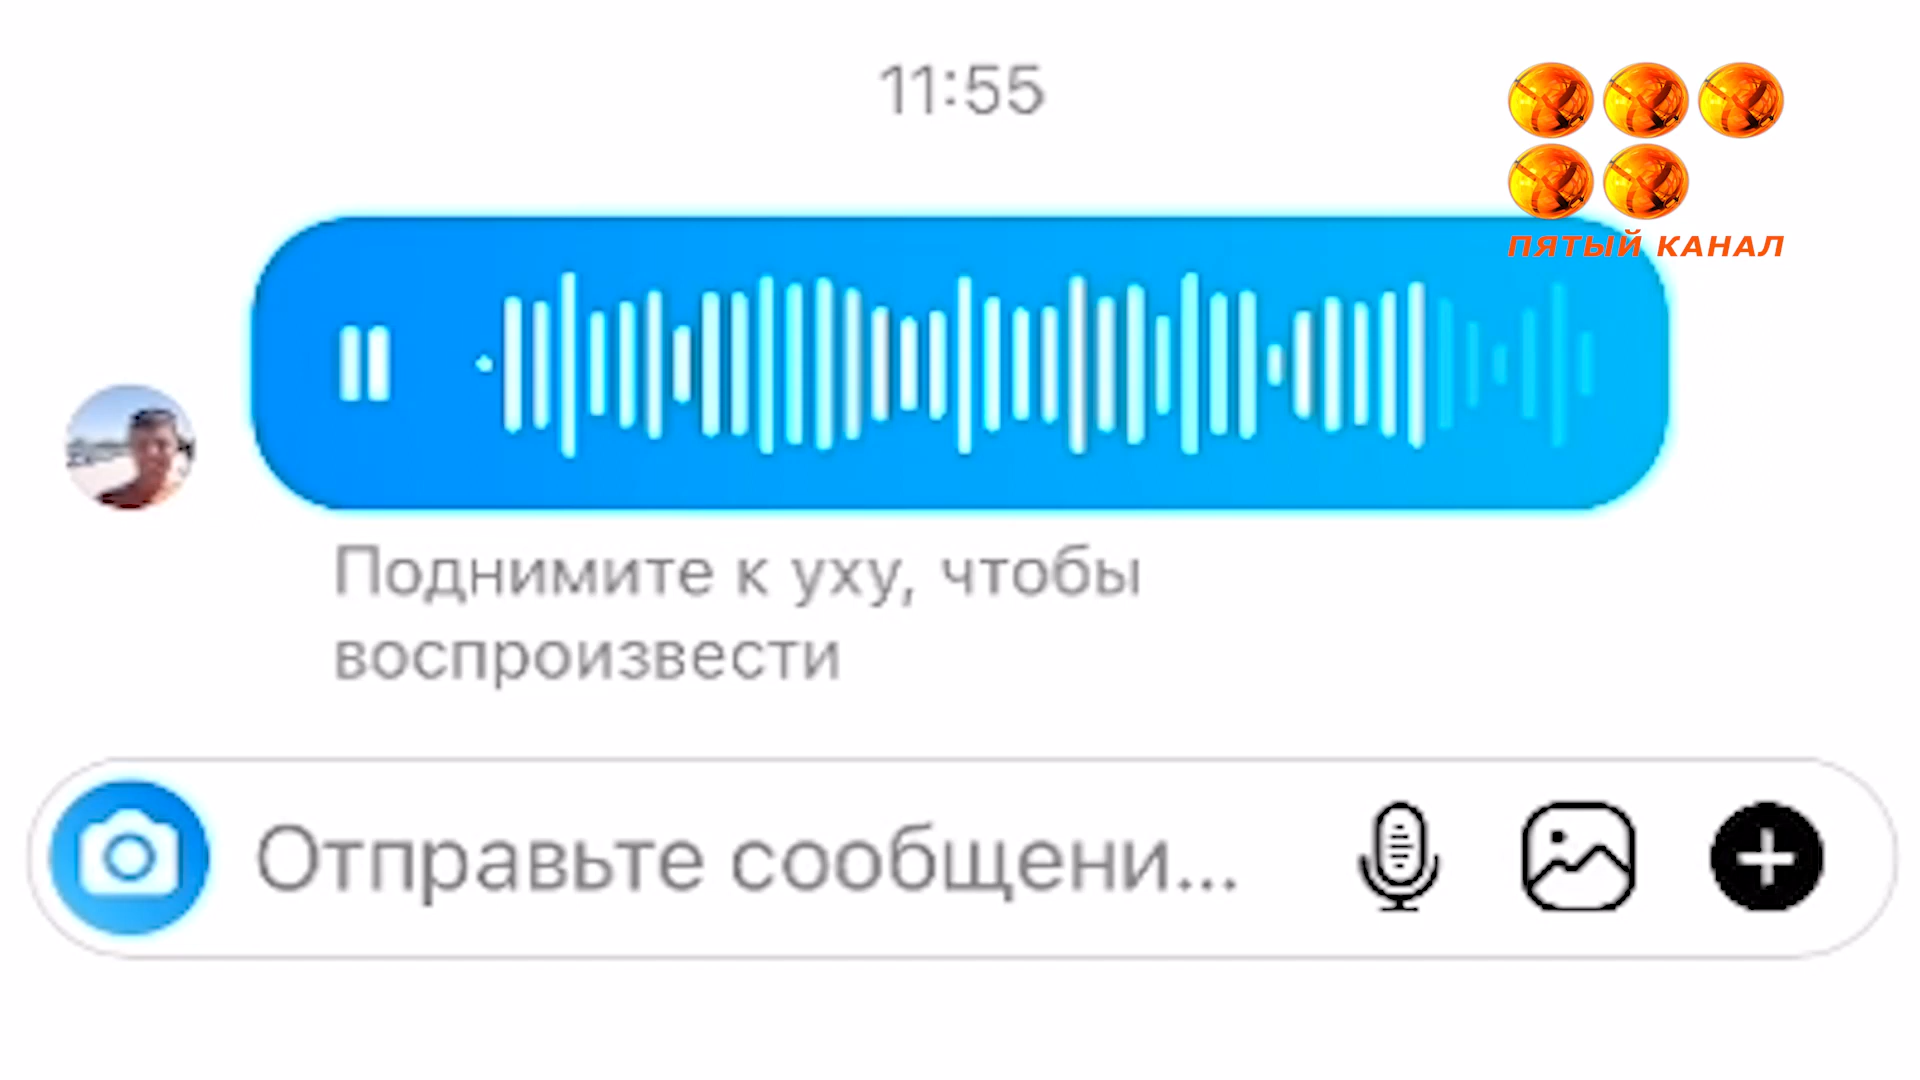 11:55
ПЯТЫЙ КАНАЛ
Поднимите к уху, чтобы
воспроизвести
Отправьте сообщени...